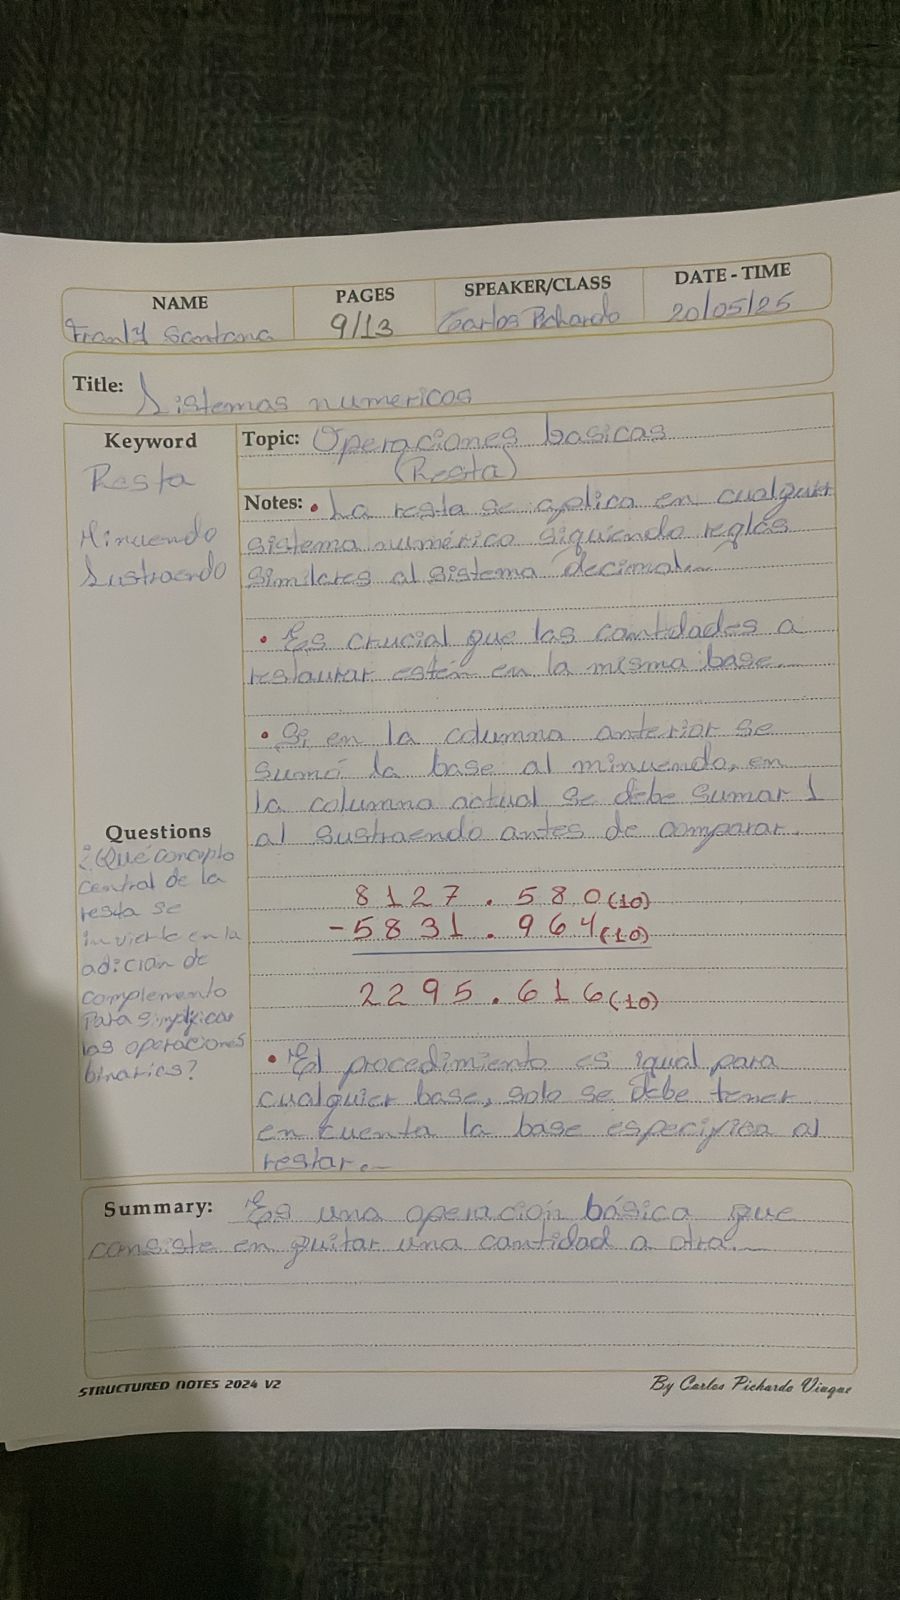 NAME
PAGES
SPEAKER/CLASS
DATE - TIME
Franly Santana
9/13
Carlos Pichardo
20/05/25
Title: Sistemas numericos
Keyword
Resta
Minuendo
Sustraendo
Topic: Operaciones basicas
(Resta)
Notes: • La resta se aplica en cualquier
sistema numérico siguiendo reglas
similares al sistema decimal.
• Es crucial que las cantidades a
restaurar estén en la misma base.
• Si en la columna anterior se
sumó la base al minuendo, en
la columna actual se debe sumar 1
al sustraendo antes de comparar.
8127.580(10)
-5831.964(10)
2295.616(10)
• El procedimiento es igual para
cualquier base, solo se debe tener
en cuenta la base especifica al
restar.
Questions
¿Qué concepto
central de la
resta se
invierte en la
adición de
complemento
para simplificar
las operaciones
binarias?
Summary: Es una operación básica que
consiste en quitar una cantidad a otra.
STRUCTURED NOTES 2024 V2
By Carlos Pichardo Viuque